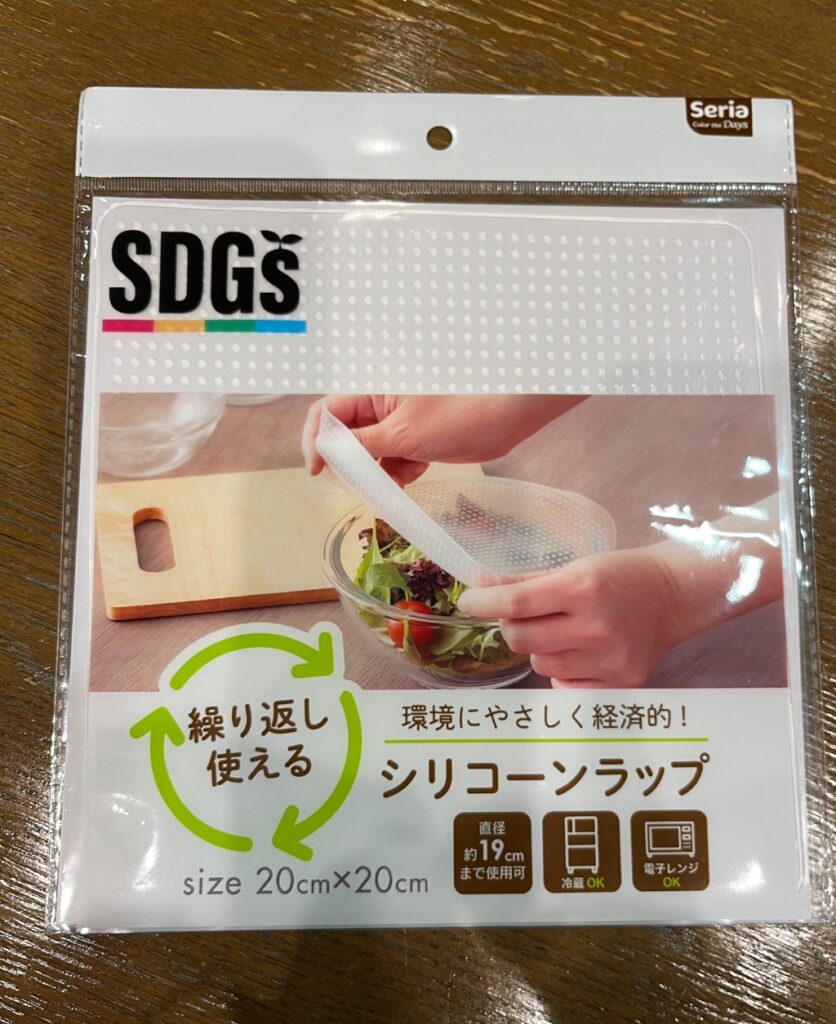 Seria
Color the Days
SDGs
繰り返し
使える
環境にやさしく経済的！
シリコーンラップ
直径
約19cm
まで使用可
冷蔵 OK
電子レンジ
OK
size 20cm×20cm